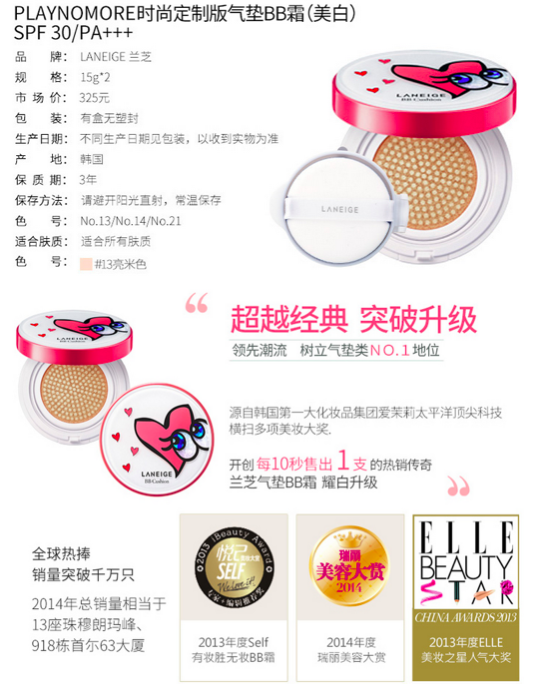 PLAYNOMORE时尚定制版气垫BB霜(美白)
SPF 30/PA+++
品 牌: LANEIGE 兰芝
规 格: 15g*2
市 场 价: 325元
包 装: 有盒无塑封
生产日期: 不同生产日期见包装，以收到实物为准
产 地: 韩国
保 质 期: 3年
保存方法: 请避开阳光直射，常温保存
色 号: No.13/No.14/No.21
适合肤质: 适合所有肤质
色 号: #13亮米色
LANEIGE
BB Cushion
LANEIGE
“ 超越经典 突破升级
领先潮流 树立气垫类NO.1地位
LANEIGE
BB Cushion
源自韩国第一大化妆品集团爱茉莉太平洋顶尖科技
横扫多项美妆大奖.
LANEIGE
BB Cushion
开创 每10秒售出 1支 的热销传奇
兰芝气垫BB霜 耀白升级 ”
全球热捧
销量突破千万只
2014年总销量相当于
13座珠穆朗玛峰、
918栋首尔63大厦
2013 iBeauty Award
悦己
SELF
2013年度Self
有妆胜无妆BB霜
瑞丽
美容大赏
2014
2014年度
瑞丽美容大赏
ELLE
BEAUTY
STAR
CHINA AWARDS 2013
2013年度ELLE
美妆之星人气大奖